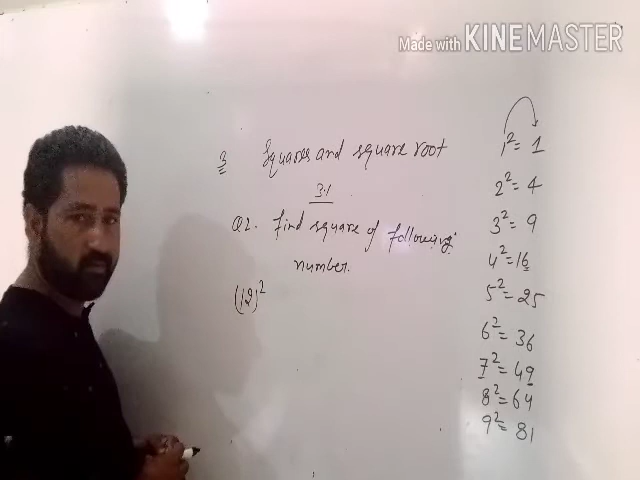 Made with KINEMASTER
3 Squares and square root
3.1
Q2. Find square of following
number.
(12)²
1² = 1
2² = 4
3² = 9
4² = 16
5² = 25
6² = 36
7² = 49
8² = 64
9² = 81